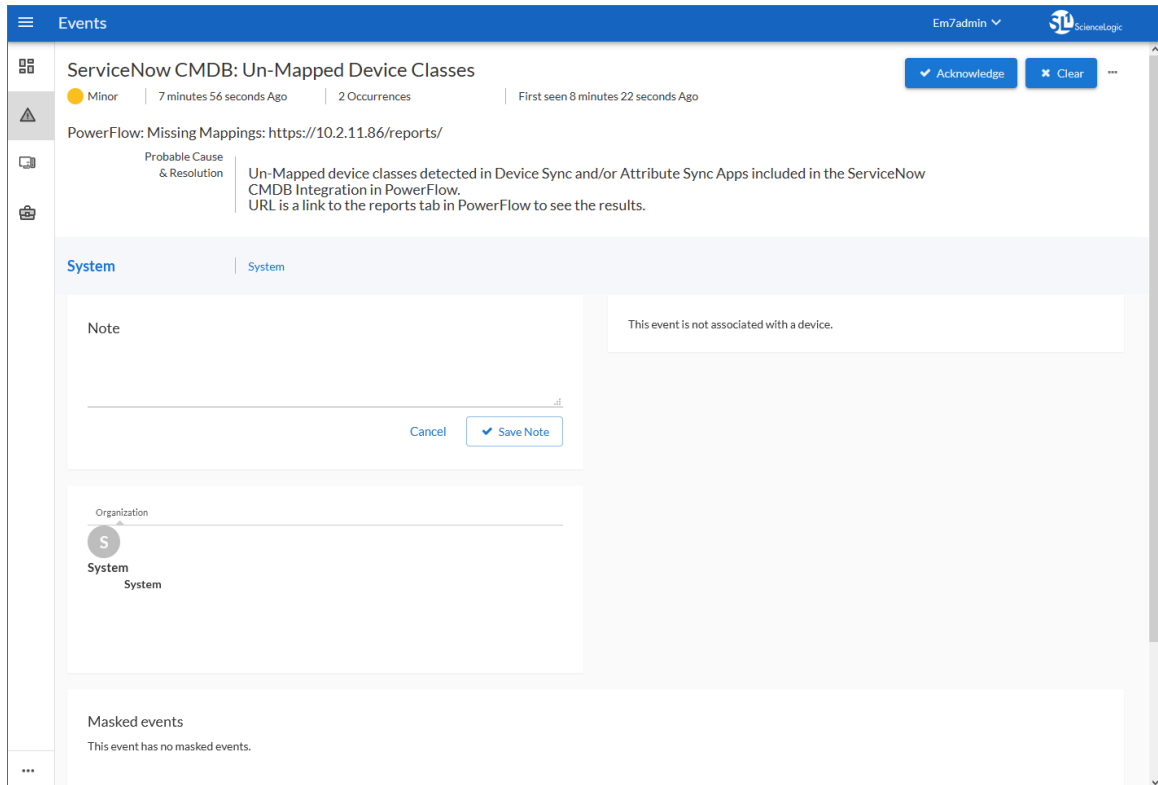 Events
Em7admin
SL1 ScienceLogic
ServiceNow CMDB: Un-Mapped Device Classes
Acknowledge
Clear
Minor
7 minutes 56 seconds Ago
2 Occurrences
First seen 8 minutes 22 seconds Ago
PowerFlow: Missing Mappings: https://10.2.11.86/reports/
Probable Cause
& Resolution
Un-Mapped device classes detected in Device Sync and/or Attribute Sync Apps included in the ServiceNow
CMDB Integration in PowerFlow.
URL is a link to the reports tab in PowerFlow to see the results.
System
System
Note
This event is not associated with a device.
Cancel
Save Note
Organization
S
System
System
Masked events
This event has no masked events.